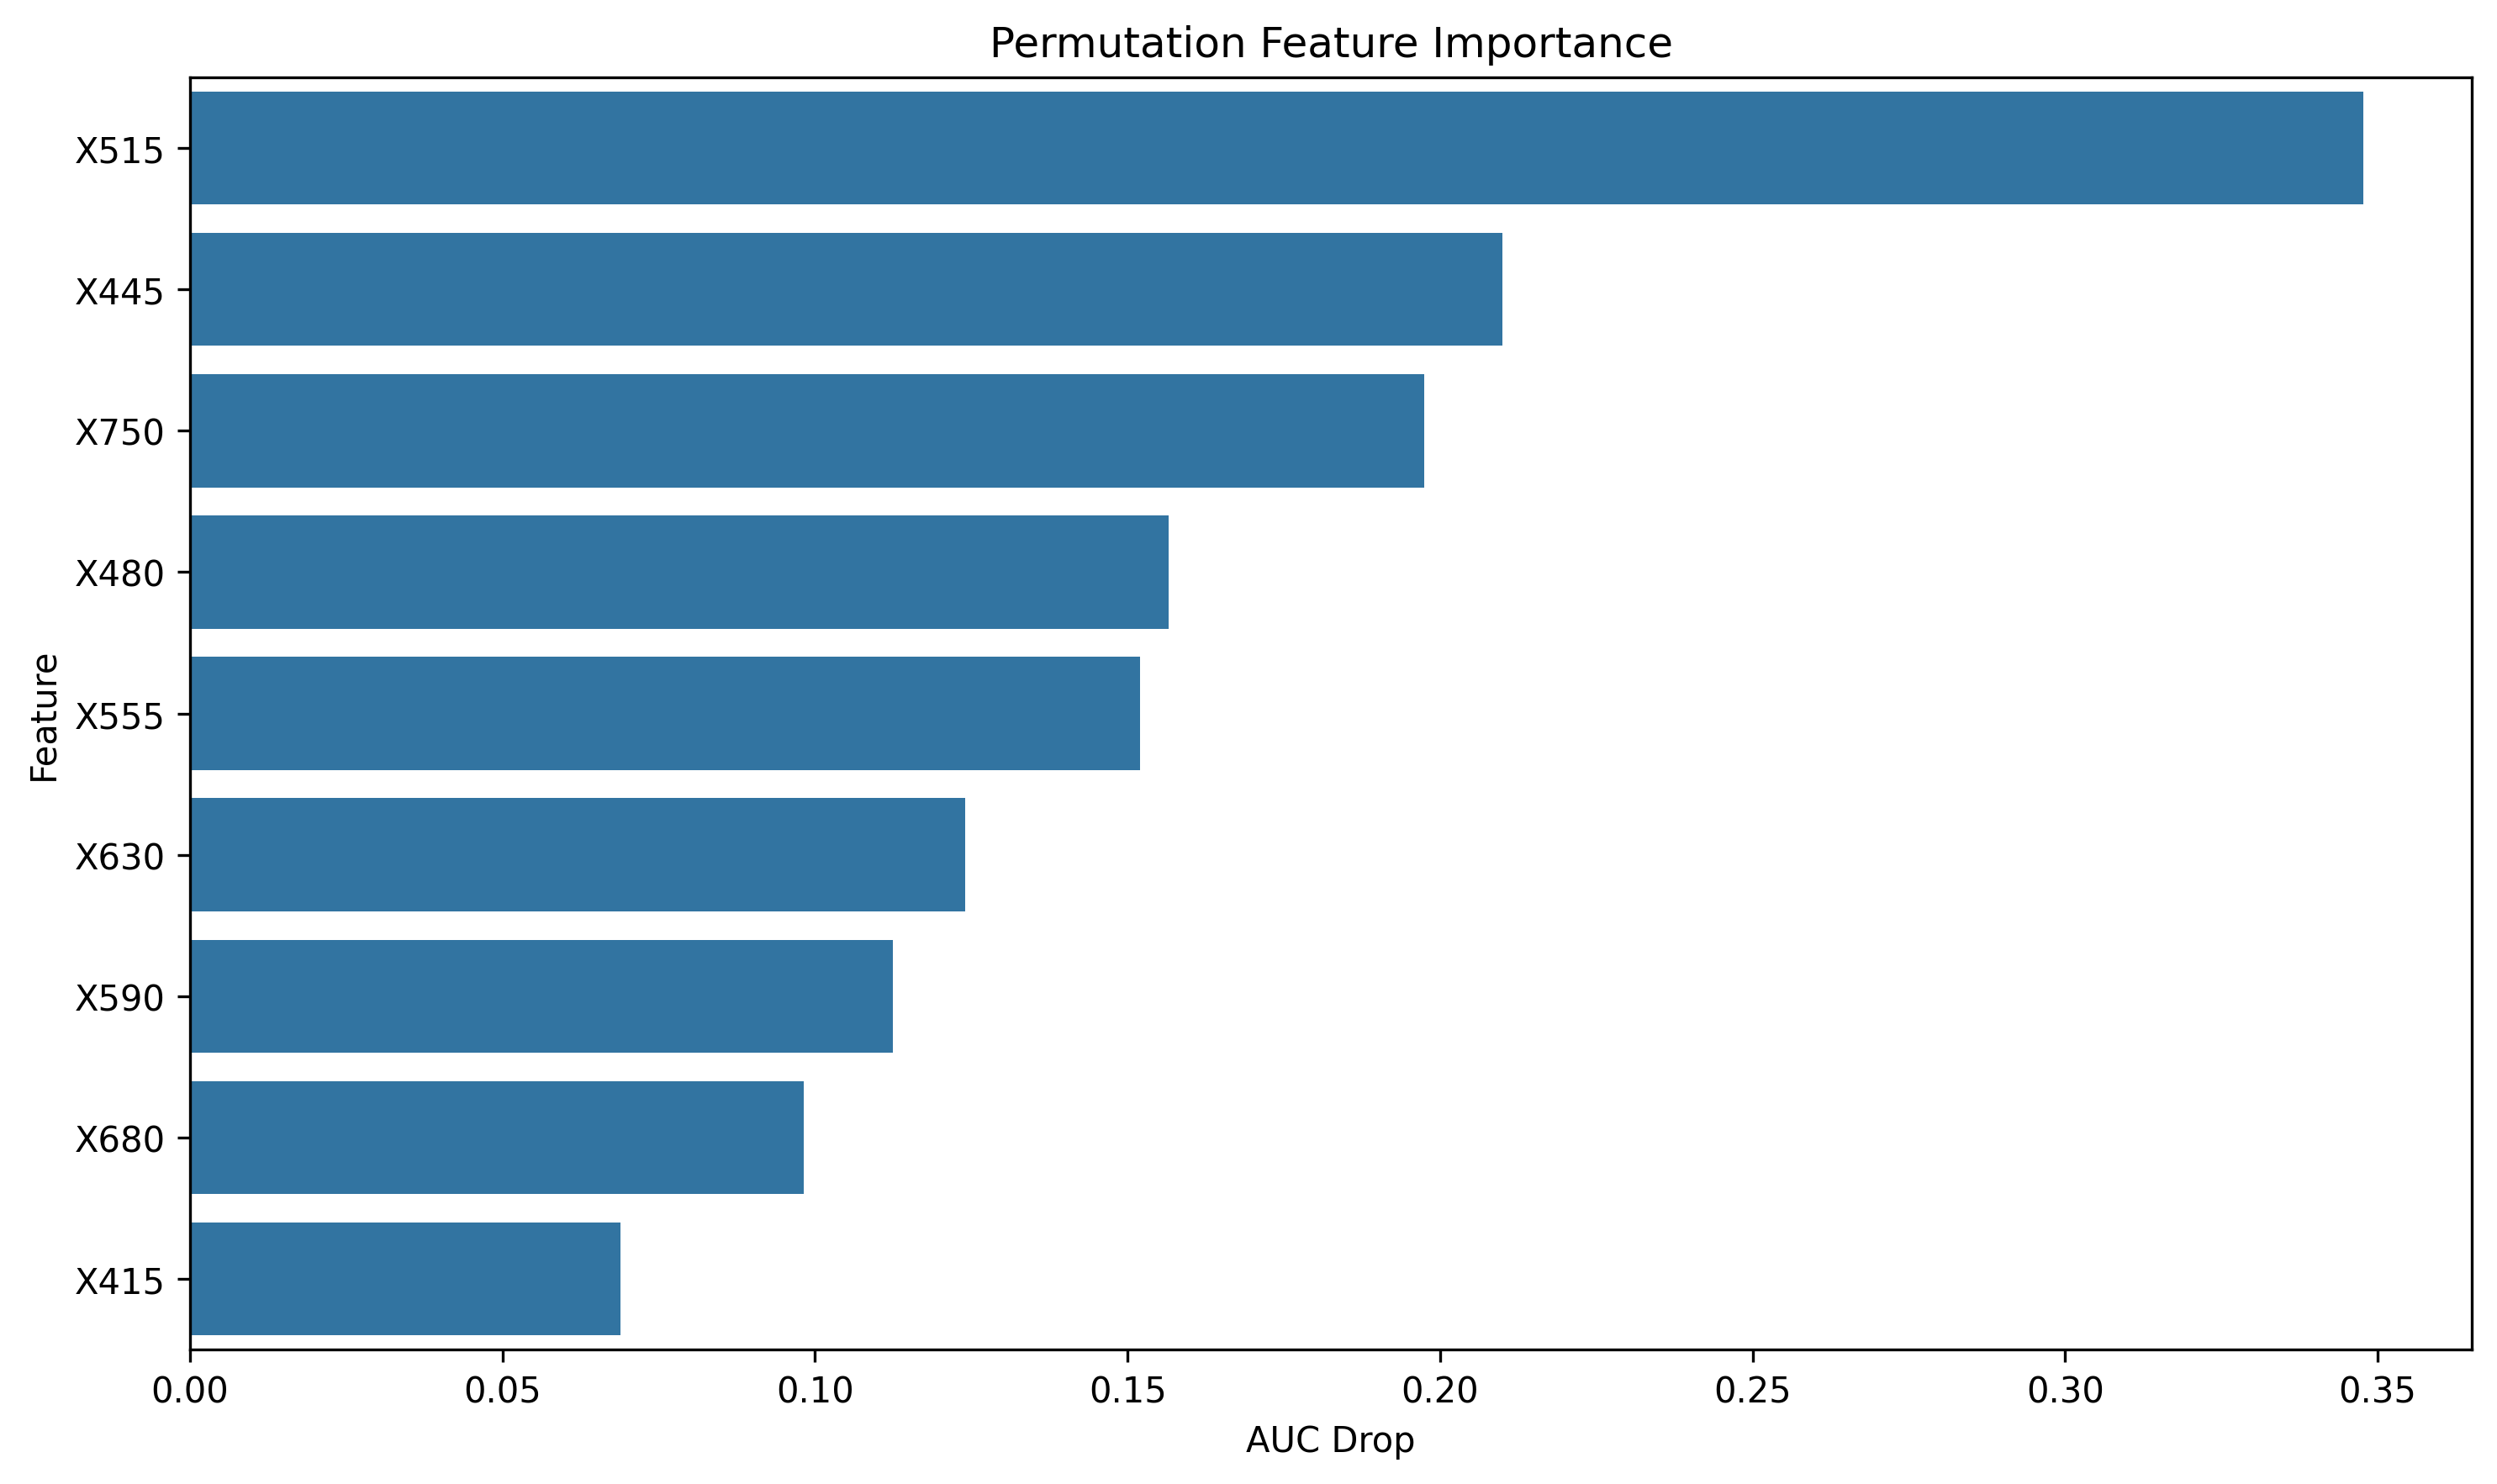 Permutation Feature Importance
X515
X445
X750
X480
X555
X630
X590
X680
X415
Feature
0.00 0.05 0.10 0.15 0.20 0.25 0.30 0.35
AUC Drop